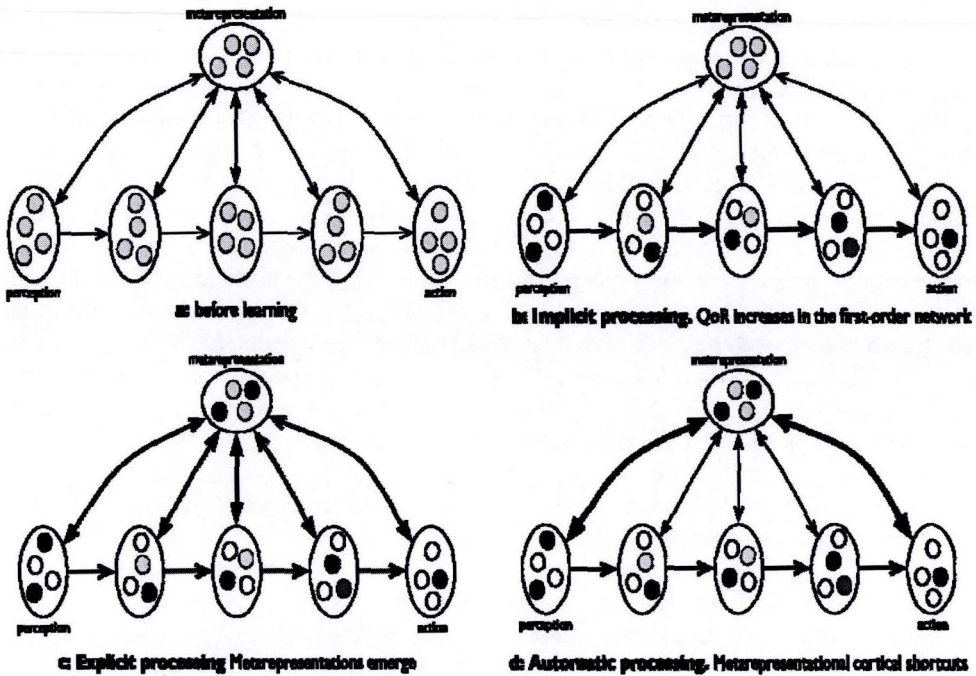 metarepresentation
metarepresentation
perception
action
a: before learning
perception
action
b: Implicit processing. QoR increases in the first-order network
metarepresentation
metarepresentation
perception
action
c: Explicit processing Metarepresentations emerge
perception
action
d: Automatic processing. Metarepresentational cortical shortcuts